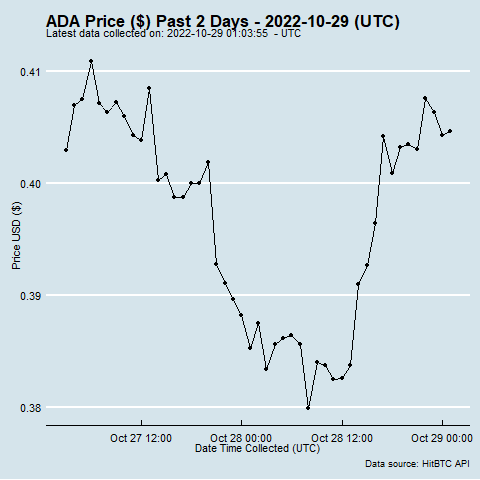 ADA Price ($) Past 2 Days - 2022-10-29 (UTC)
Latest data collected on: 2022-10-29 01:03:55 - UTC
0.41
0.40
0.39
0.38
Price USD ($)
Oct 27 12:00 Oct 28 00:00 Oct 28 12:00 Oct 29 00:00
Date Time Collected (UTC)
Data source: HitBTC API